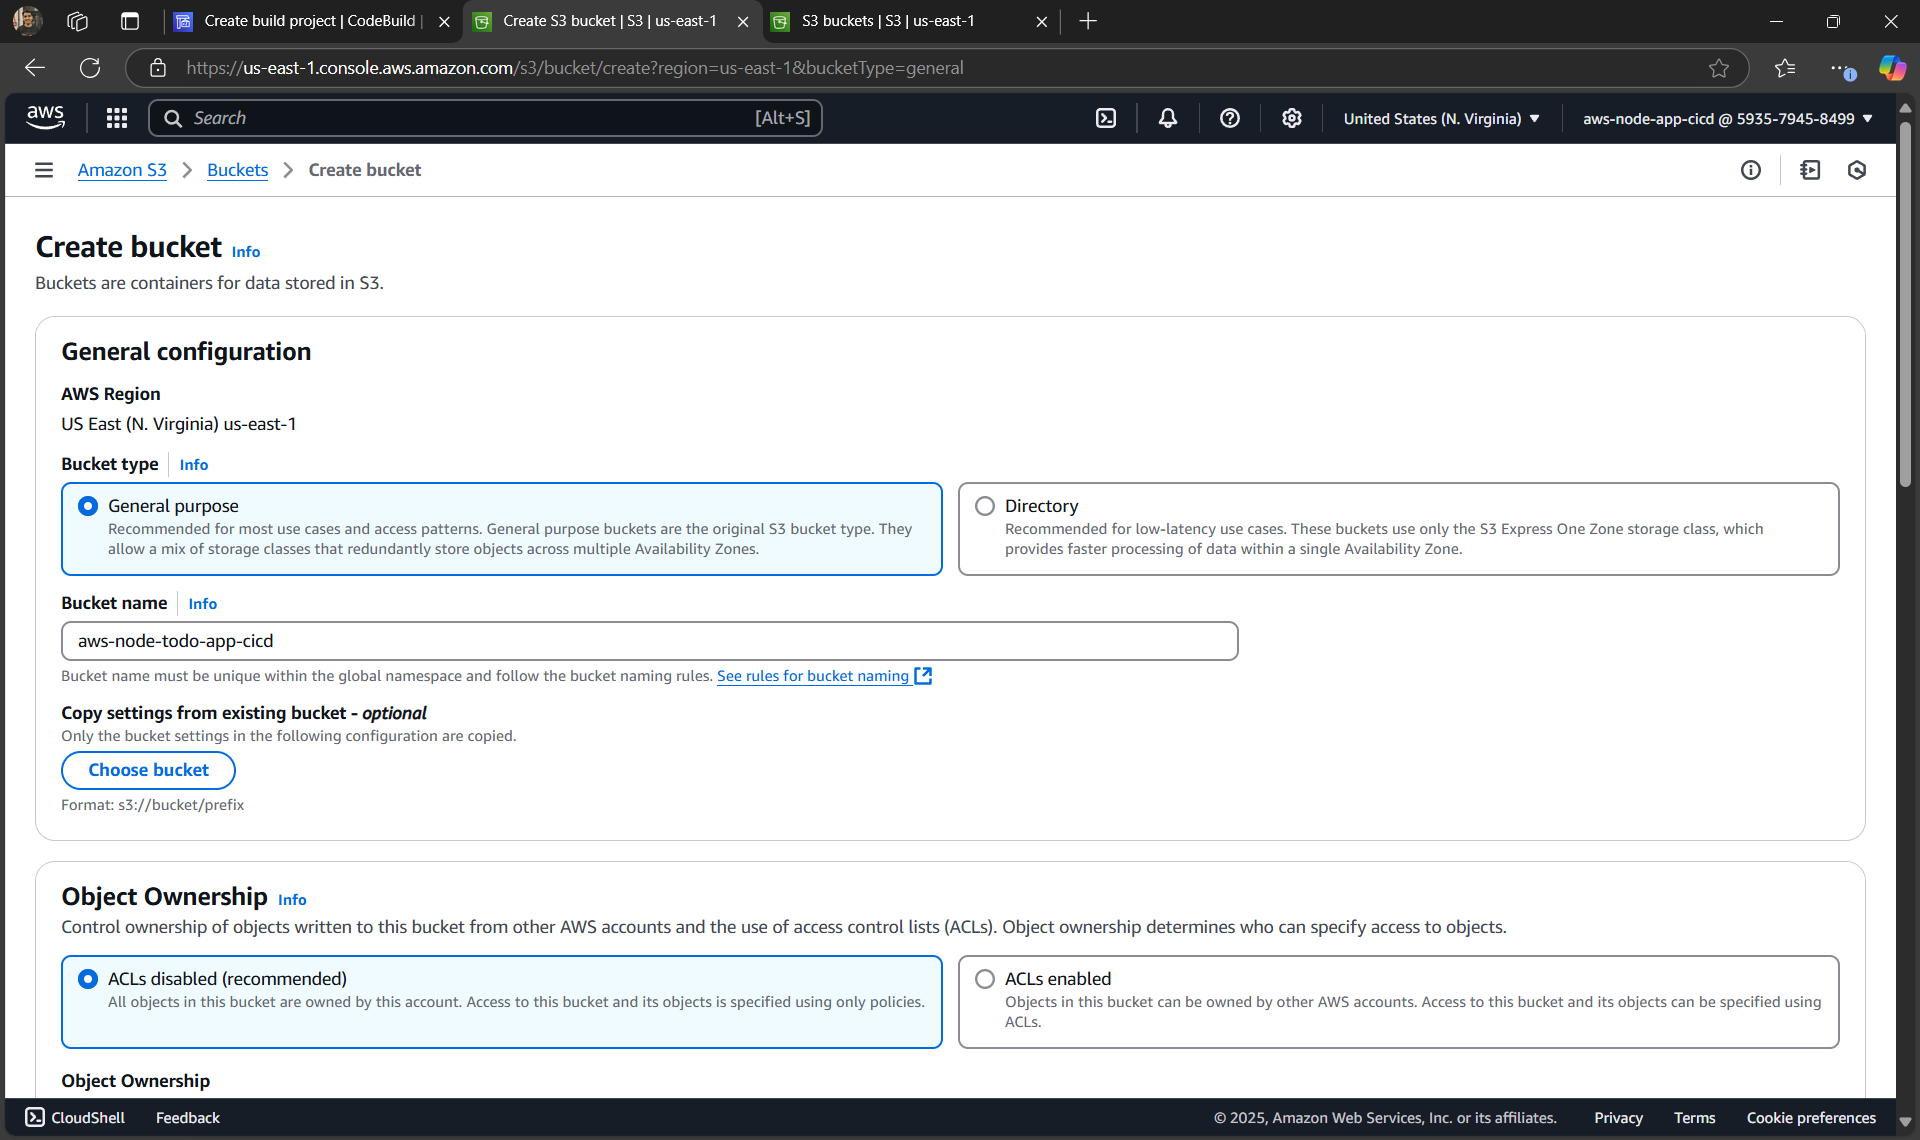 Create build project | CodeBuild |
Create S3 bucket | S3 | us-east-1
S3 buckets | S3 | us-east-1
https://us-east-1.console.aws.amazon.com/s3/bucket/create?region=us-east-1&bucketType=general
aws
Search
[Alt+S]
United States (N. Virginia)
aws-node-app-cicd @ 5935-7945-8499
Amazon S3
Buckets
Create bucket
Create bucket Info
Buckets are containers for data stored in S3.
General configuration
AWS Region
US East (N. Virginia) us-east-1
Bucket type Info
General purpose
Recommended for most use cases and access patterns. General purpose buckets are the original S3 bucket type. They
allow a mix of storage classes that redundantly store objects across multiple Availability Zones.
Directory
Recommended for low-latency use cases. These buckets use only the S3 Express One Zone storage class, which
provides faster processing of data within a single Availability Zone.
Bucket name Info
aws-node-todo-app-cicd
Bucket name must be unique within the global namespace and follow the bucket naming rules. See rules for bucket naming
Copy settings from existing bucket - optional
Only the bucket settings in the following configuration are copied.
Choose bucket
Format: s3://bucket/prefix
Object Ownership Info
Control ownership of objects written to this bucket from other AWS accounts and the use of access control lists (ACLs). Object ownership determines who can specify access to objects.
ACLs disabled (recommended)
All objects in this bucket are owned by this account. Access to this bucket and its objects is specified using only policies.
ACLs enabled
Objects in this bucket can be owned by other AWS accounts. Access to this bucket and its objects can be specified using
ACLs.
Object Ownership
CloudShell
Feedback
© 2025, Amazon Web Services, Inc. or its affiliates.
Privacy
Terms
Cookie preferences